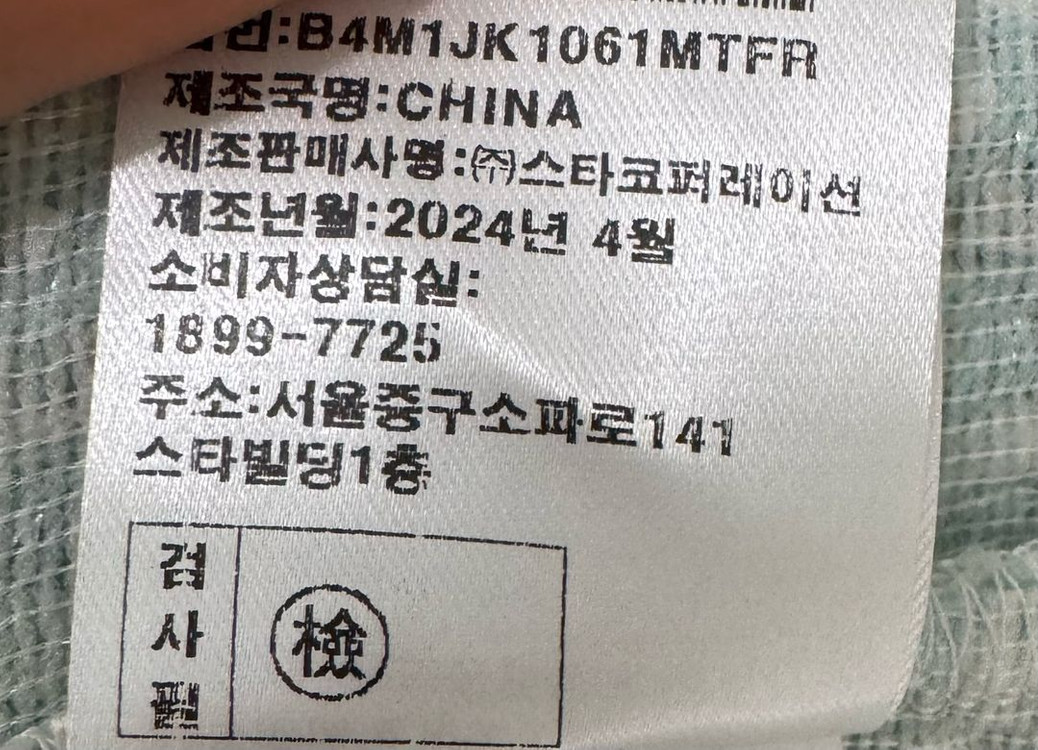 번:B4M1JK1061MTFR
제조국명:CHINA
제조판매사명:㈜스타코퍼레이션
제조년월:2024년 4월
소비자상담실:
1899-7725
주소:서울중구소파로141
스타빌딩1층
검사필
檢